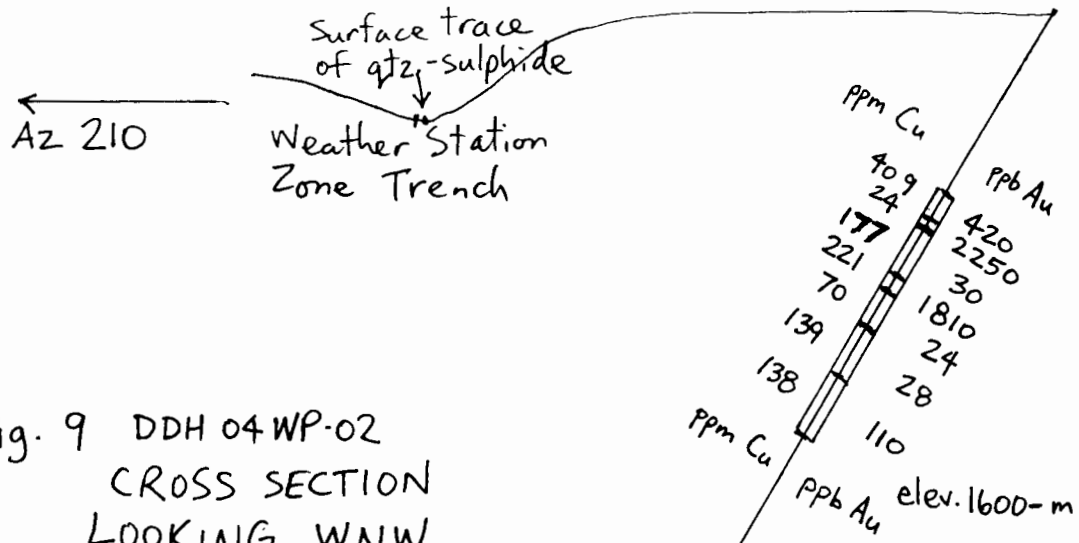 Surface trace
of qtz,-sulphide
Az 210
Weather Station
Zone Trench
ppm Cu
409
24
177
221
70
139
138
ppm Cu
ppb Au
420
2250
30
1810
24
28
110
ppb Au
elev. 1600-m
g. 9 DDH 04WP-02
CROSS SECTION
LOOKING WNW